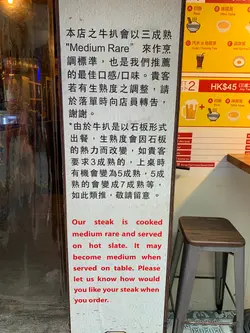 本店之牛扒會以三成熟
"Medium Rare" 來作烹
調標準，也是我們推薦
的最佳口感/口味。貴客
若有生熟度之調整，請
於落單時向店員轉告，
謝謝。
*由於牛扒是以石板形式
出餐，生熟度會因石板
的熱力而改變，如貴客
要求3成熟的，上桌時
有機會變為5成熟，5成
熟的會變成7成熟等，
如此類推，敬請留意
Our steak is cooked
medium rare and served
on hot slate. It may
become medium when
served on table. Please
let us know how would
you like your steak when
you order.
2
HK$45